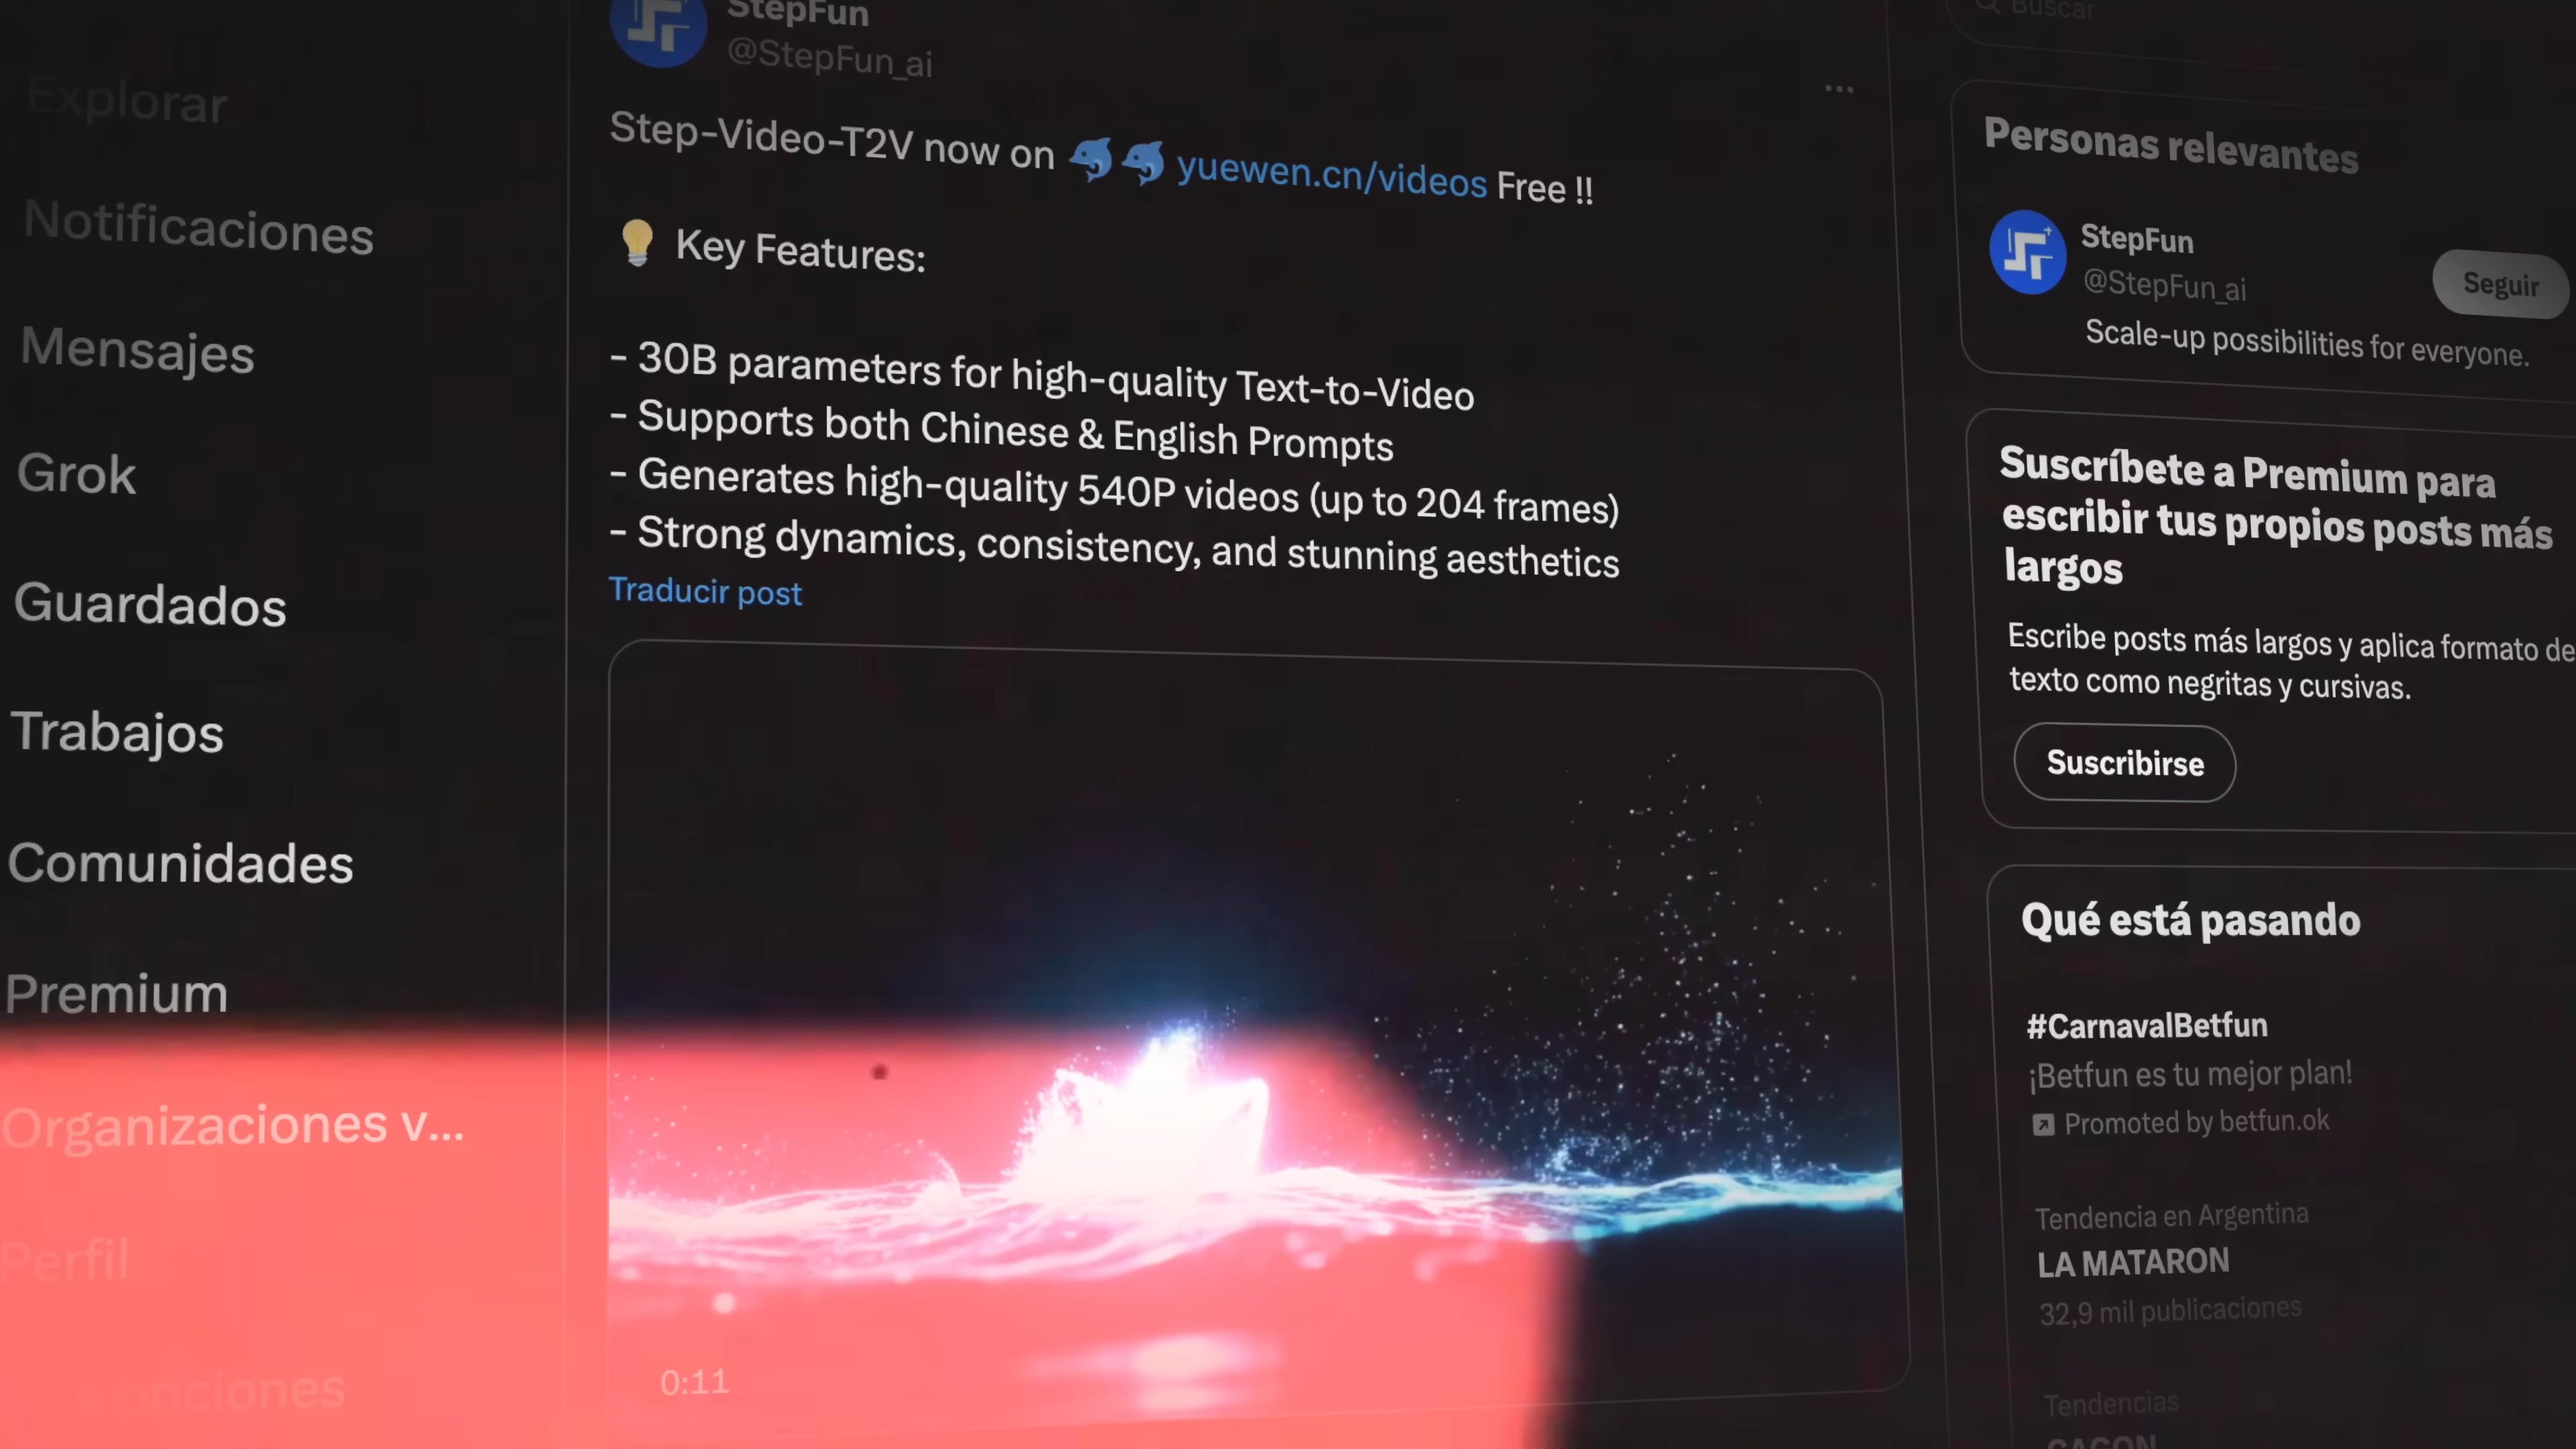 Explorar
Notificaciones
Mensajes
Grok
Guardados
Trabajos
Comunidades
Premium
Organizaciones v...
Perfil
opciones
StepFun
@StepFun_ai
Step-Video-T2V now on 🐬🐬 yuewen.cn/videos Free !!
💡 Key Features:
- 30B parameters for high-quality Text-to-Video
- Supports both Chinese & English Prompts
- Generates high-quality 540P videos (up to 204 frames)
- Strong dynamics, consistency, and stunning aesthetics
Traducir post
0:11
Buscar
Personas relevantes
StepFun
@StepFun_ai
Seguir
Scale-up possibilities for everyone.
Suscríbete a Premium para
escribir tus propios posts más
largos
Escribe posts más largos y aplica formato de
texto como negritas y cursivas.
Suscribirse
Qué está pasando
#CarnavalBetfun
¡Betfun es tu mejor plan!
Promoted by betfun.ok
Tendencia en Argentina
LA MATARON
32,9 mil publicaciones
Tendencias